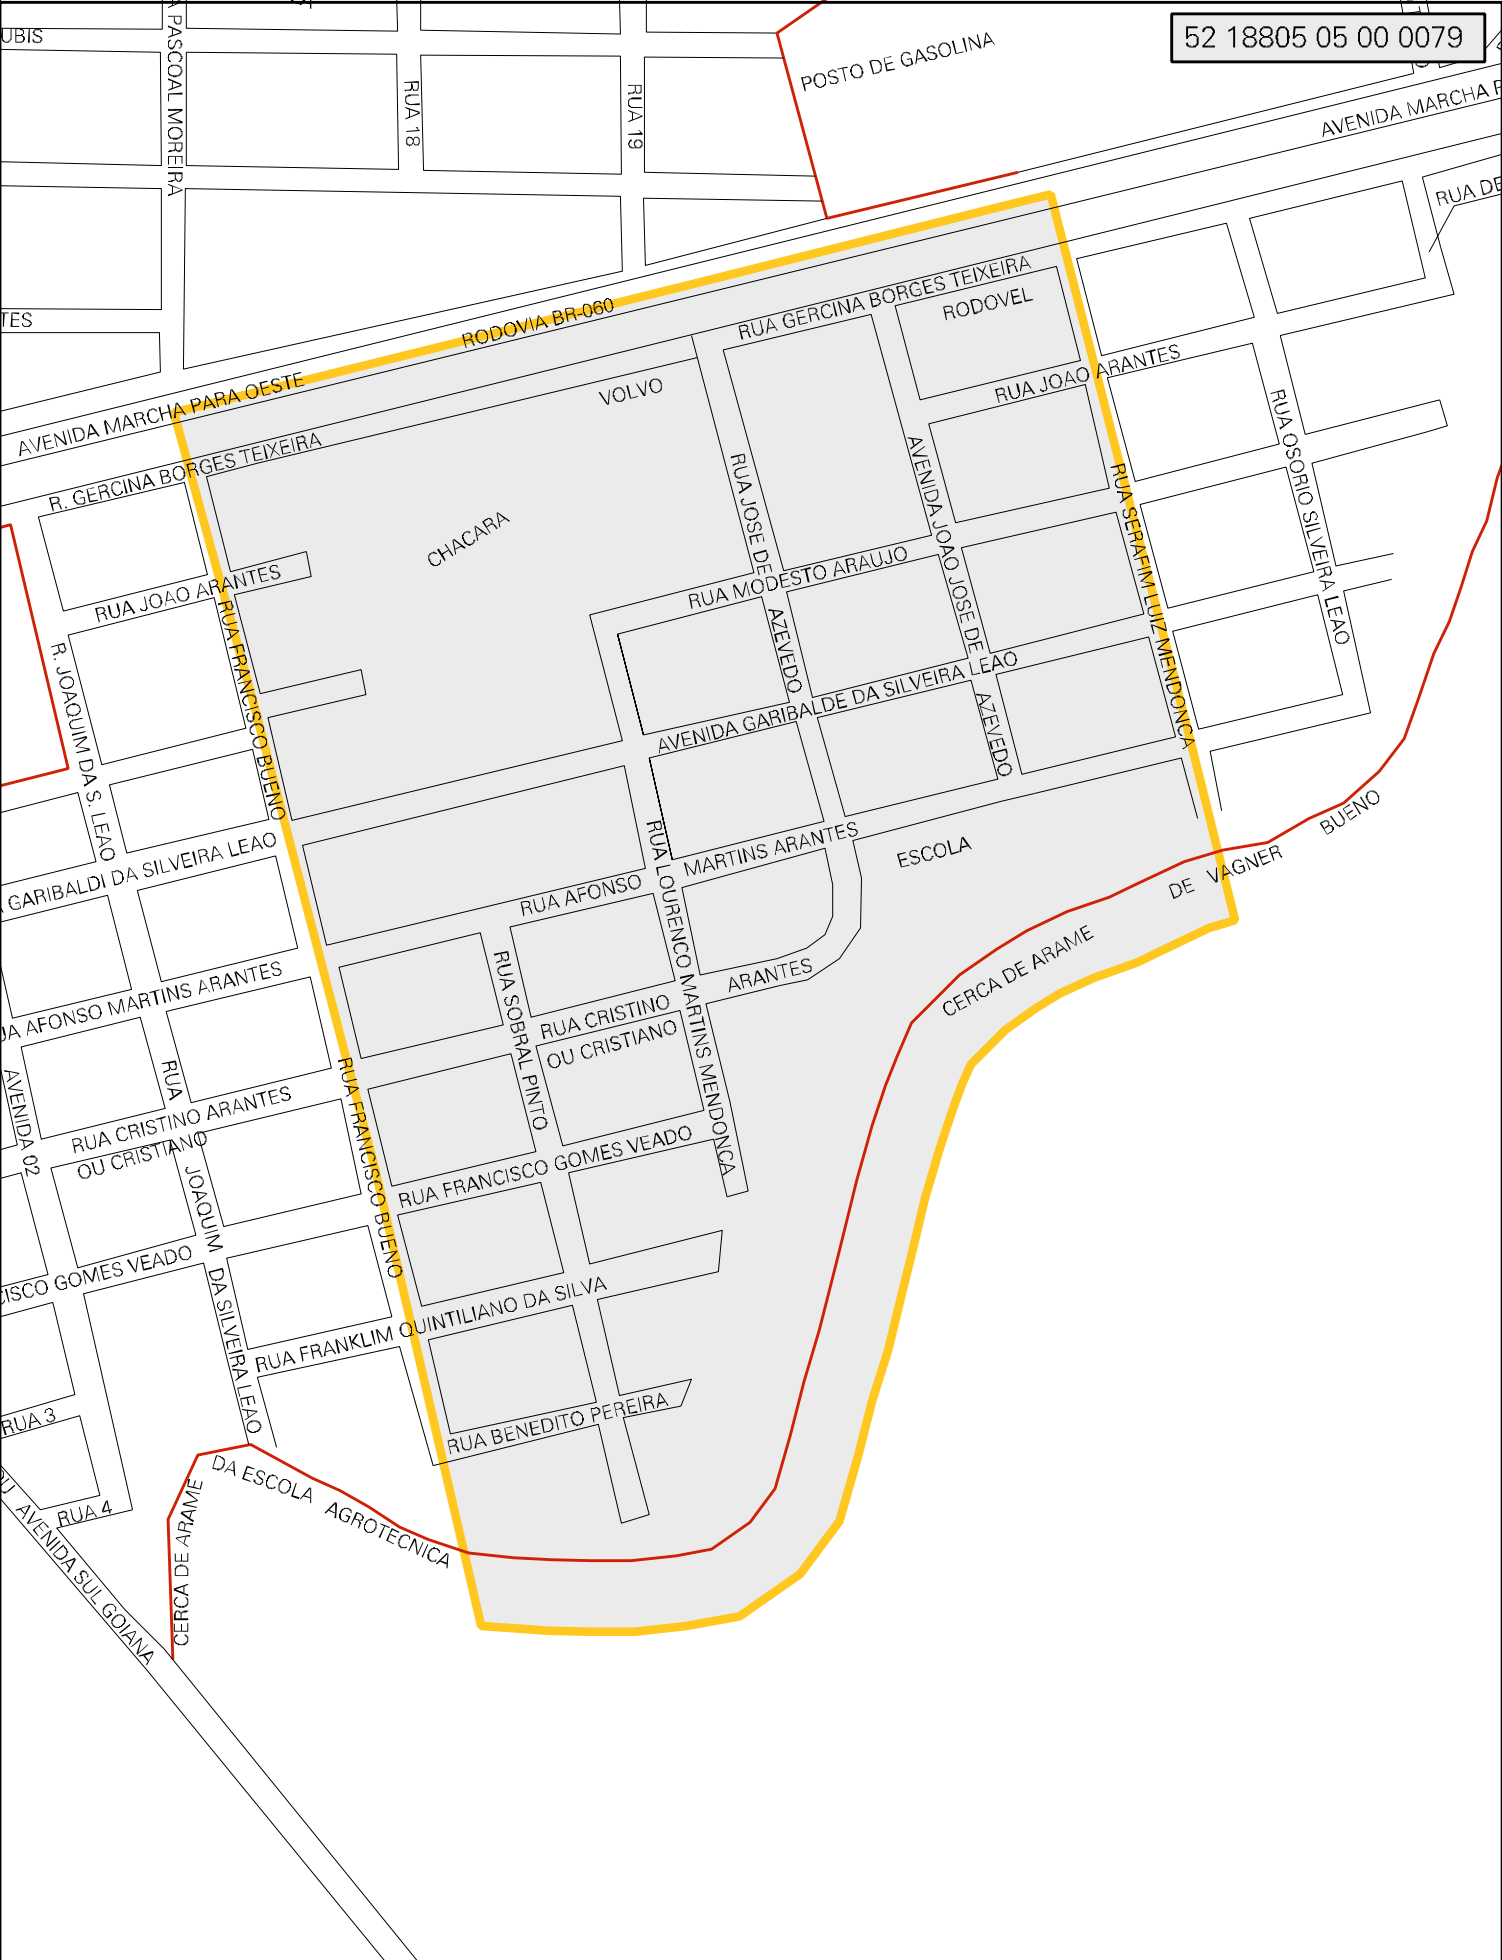 52 18805 05 00 0079
UBIS
PASCOAL MOREIRA
RUA 18
RUA 19
POSTO DE GASOLINA
AVENIDA MARCHA
RUA DE
TES
RODOVIA BR-060
AVENIDA MARCHA PARA OESTE
R. GERCINA BORGES TEIXEIRA
RUA GERCINA BORGES TEIXEIRA
RODOVEL
VOLVO
CHACARA
RUA JOAO ARANTES
RUA JOAO ARANTES
RUA JOSE DE
AZEVEDO
AVENIDA JOAO JOSE DE
AZEVEDO
RUA SERAFIM LUIZ MENDONCA
RUA OSORIO SILVEIRA LEAO
RUA MODESTO ARAUJO
AVENIDA GARIBALDE DA SILVEIRA LEAO
RUA FRANCISCO BUENO
R. JOAQUIM DA S. LEAO
GARIBALDI DA SILVEIRA LEAO
RUA AFONSO
MARTINS ARANTES
ESCOLA
RUA LOURENCO MARTINS MENDONCA
BUENO
DE VAGNER
CERCA DE ARAME
UA AFONSO MARTINS ARANTES
RUA SOBRAL PINTO
ARANTES
RUA CRISTINO
OU CRISTIANO
AVENIDA 02
RUA
JOAQUIM
DA SILVEIRA LEAO
RUA CRISTINO ARANTES
OU CRISTIANO
RUA FRANCISCO BUENO
RUA FRANCISCO GOMES VEADO
CISCO GOMES VEADO
RUA FRANKLIM QUINTILIANO DA SILVA
RUA BENEDITO PEREIRA
RUA 3
RUA 4
OU AVENIDA SUL GOIANA
CERCA DE ARAME
DA ESCOLA AGROTECNICA